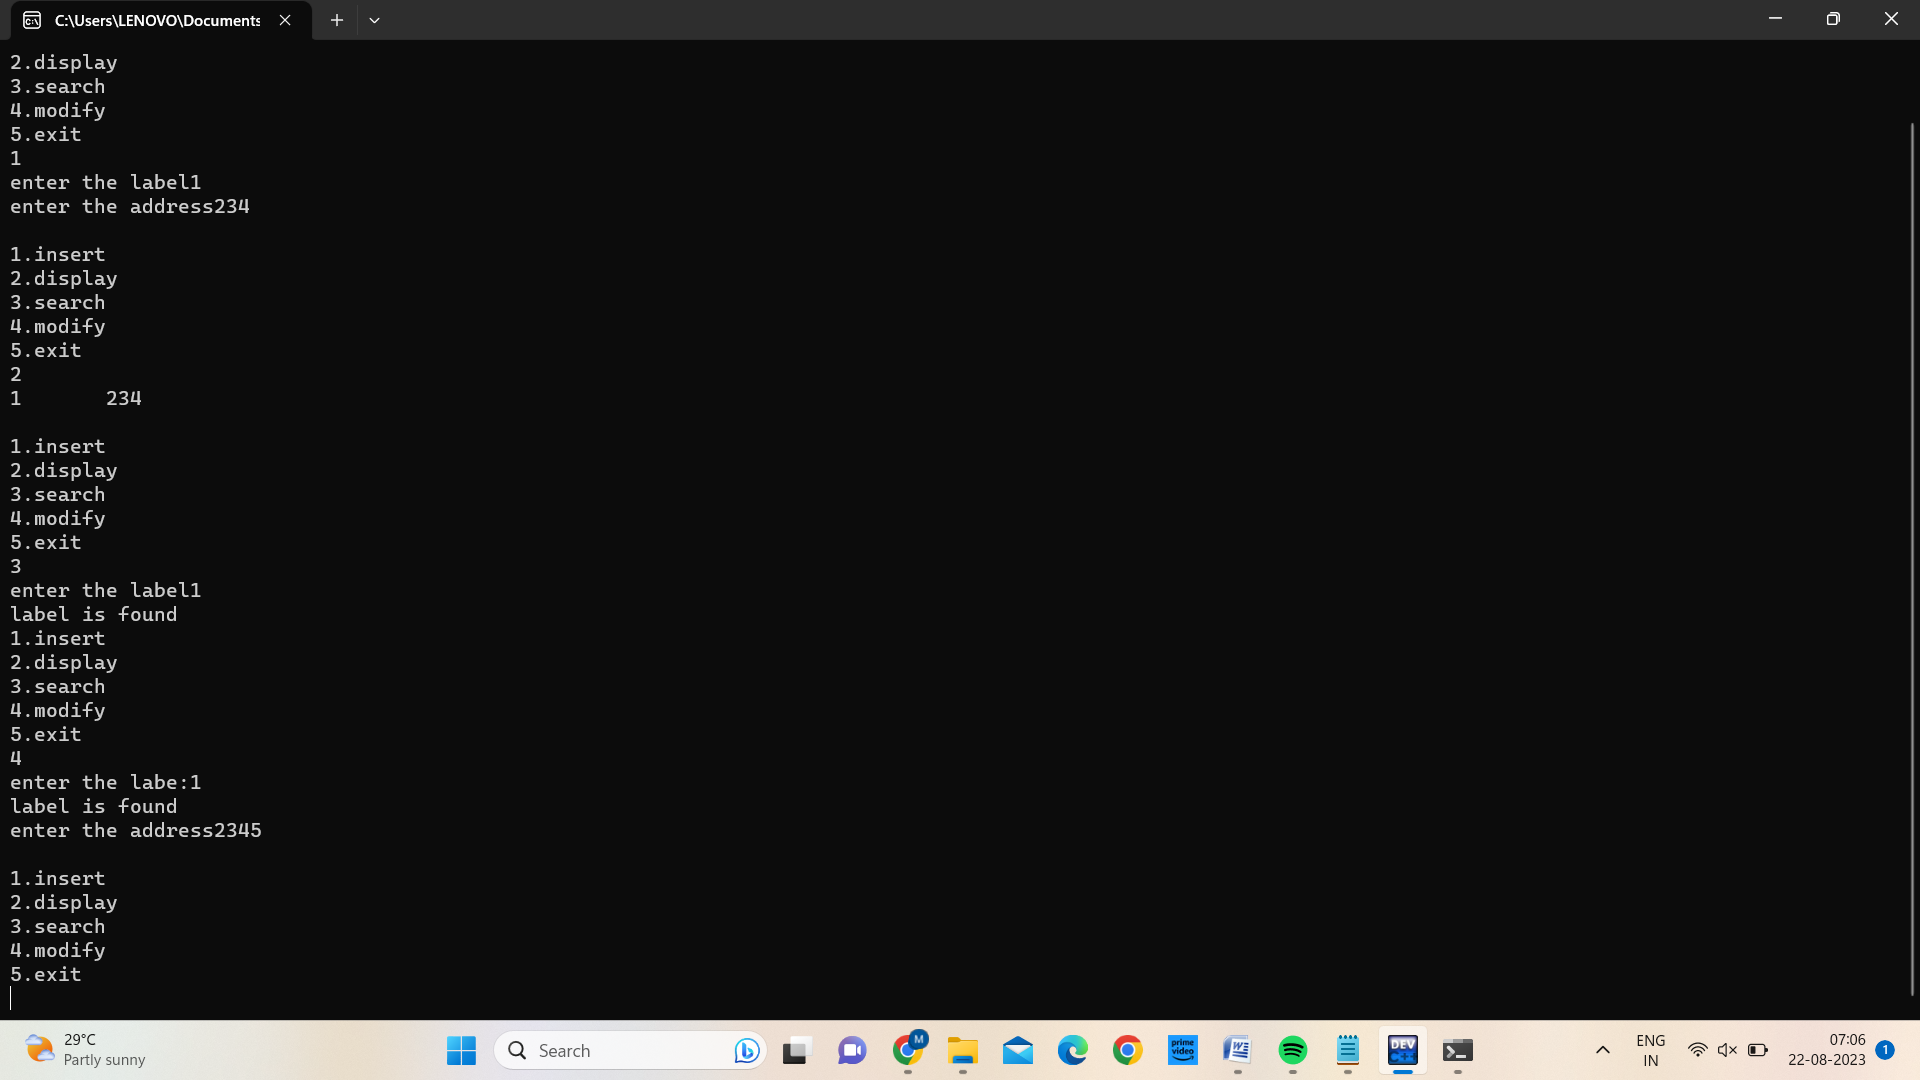 C:\Users\LENOVO\Documents
2.display
3.search
4.modify
5.exit
1
enter the label1
enter the address234
1.insert
2.display
3.search
4.modify
5.exit
2
1 234
1.insert
2.display
3.search
4.modify
5.exit
3
enter the label1
label is found
1.insert
2.display
3.search
4.modify
5.exit
4
enter the labe:1
label is found
enter the address2345
1.insert
2.display
3.search
4.modify
5.exit
29°C
Partly sunny
Search
M
prime video
DEV C++
ENG
IN
07:06
22-08-2023
1